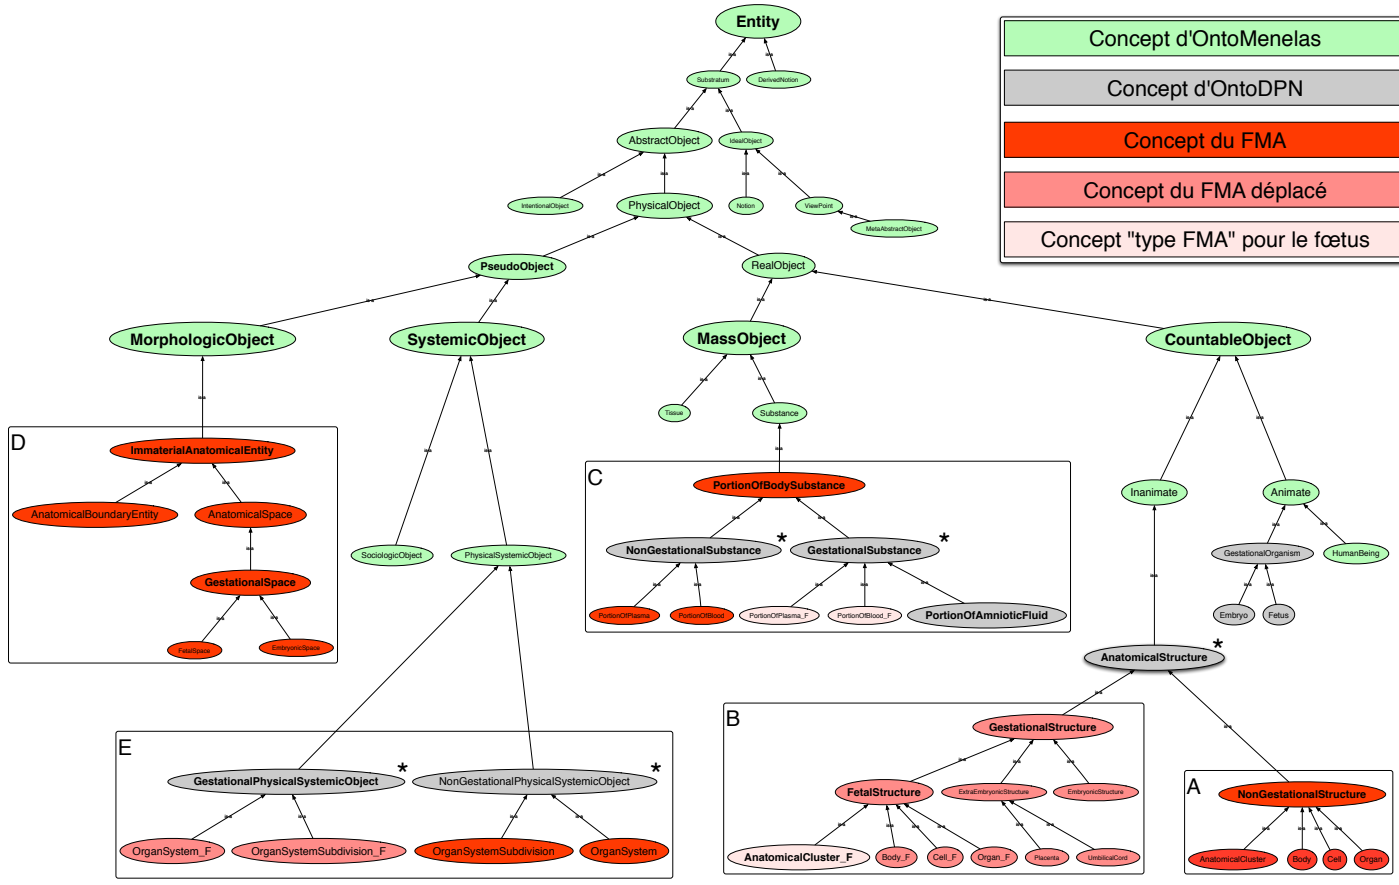 Entity
Concept d'OntoMenelas
Substratum
DerivedNotion
Concept d'OntoDPN
AbstractObject
IdealObject
Concept du FMA
Concept du FMA déplacé
IntentionalObject
PhysicalObject
Notion
ViewPoint
MetaAbstractObject
Concept "type FMA" pour le fœtus
PseudoObject
RealObject
MorphologicObject
SystemicObject
MassObject
CountableObject
Tissue
Substance
D
ImmaterialAnatomicalEntity
AnatomicalBoundaryEntity
AnatomicalSpace
GestationalSpace
FetalSpace
EmbryonicSpace
SociologicObject
PhysicalSystemicObject
C
PortionOfBodySubstance
NonGestationalSubstance
*
GestationalSubstance
*
PortionOfPlasma
PortionOfBlood
PortionOfPlasma_F
PortionOfBlood_F
PortionOfAmnioticFluid
Inanimate
Animate
GestationalOrganism
HumanBeing
Embryo
Fetus
AnatomicalStructure
*
B
GestationalStructure
FetalStructure
ExtraEmbryonicStructure
EmbryonicStructure
AnatomicalCluster_F
Body_F
Cell_F
Organ_F
Placenta
UmbilicalCord
A
NonGestationalStructure
AnatomicalCluster
Body
Cell
Organ
E
GestationalPhysicalSystemicObject
*
NonGestationalPhysicalSystemicObject
*
OrganSystem_F
OrganSystemSubdivision_F
OrganSystemSubdivision
OrganSystem